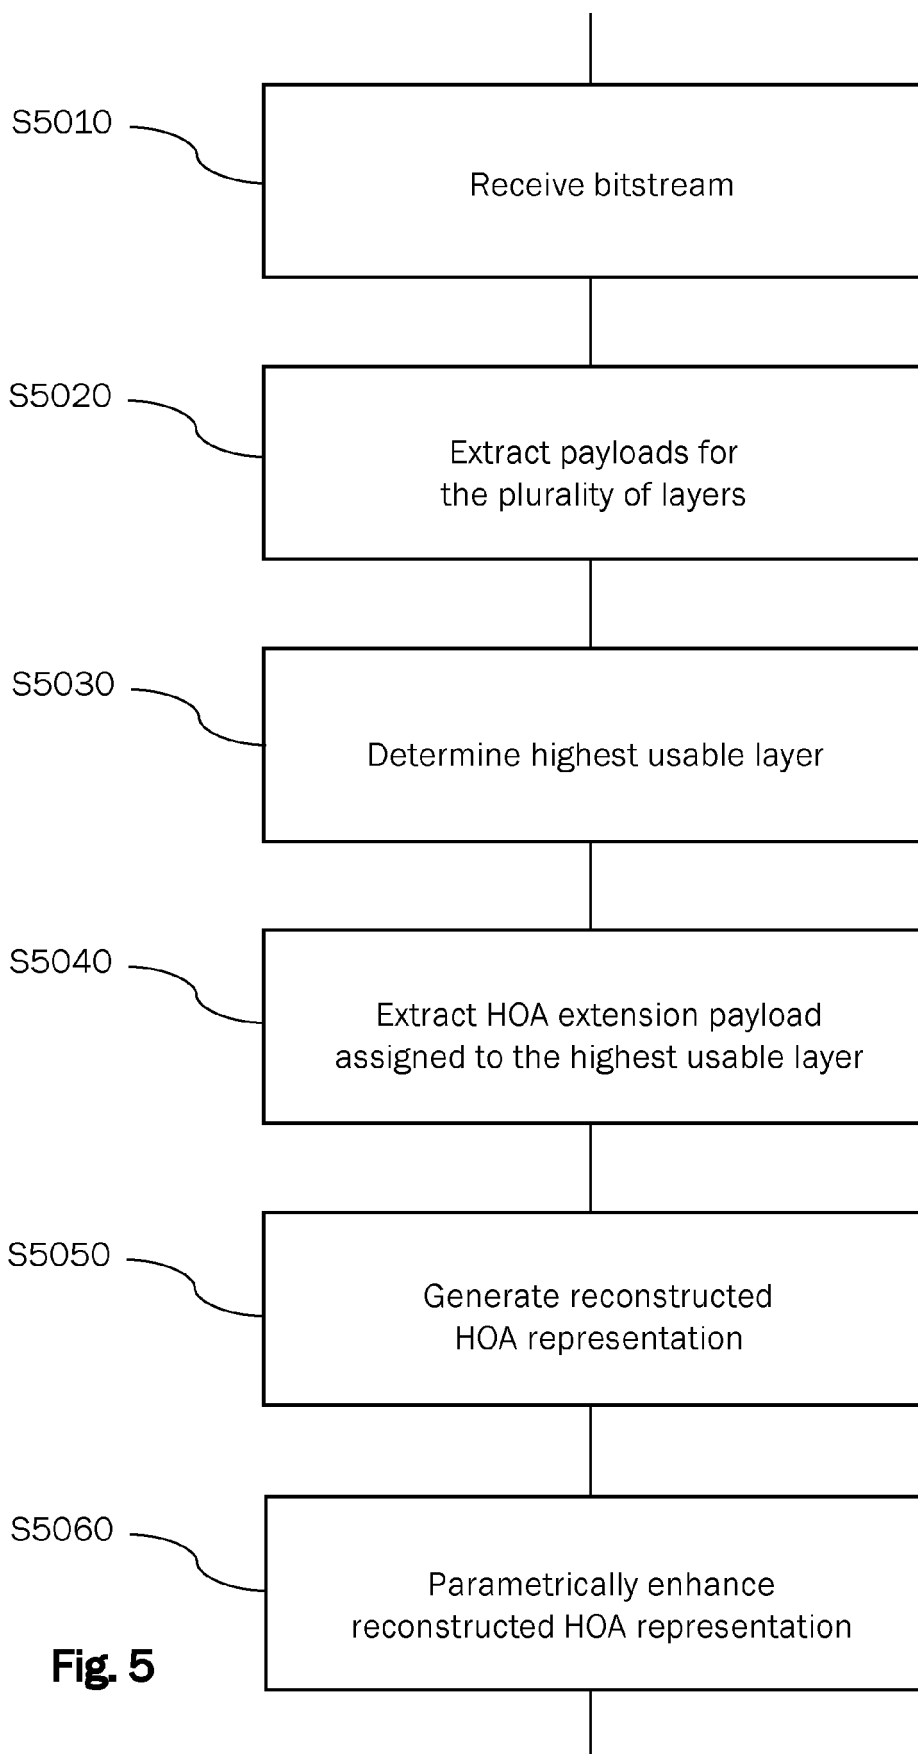 S5010
Receive bitstream
S5020
Extract payloads for
the plurality of layers
S5030
Determine highest usable layer
S5040
Extract HOA extension payload
assigned to the highest usable layer
S5050
Generate reconstructed
HOA representation
S5060
Parametrically enhance
reconstructed HOA representation
Fig. 5